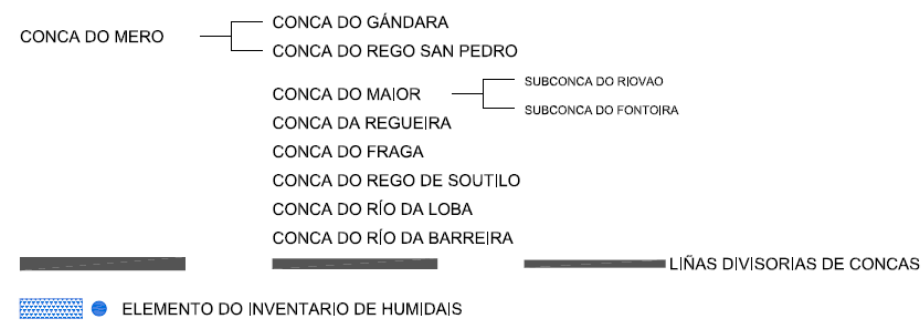 CONCA DO MERO
CONCA DO GÁNDARA
CONCA DO REGO SAN PEDRO
CONCA DO MAIOR
SUBCONCA DO RIOVAO
SUBCONCA DO FONTOIRA
CONCA DA REGUEIRA
CONCA DO FRAGA
CONCA DO REGO DE SOUTILO
CONCA DO RÍO DA LOBA
CONCA DO RÍO DA BARREIRA
LIÑAS DIVISORIAS DE CONCAS
ELEMENTO DO INVENTARIO DE HUMIDAIS